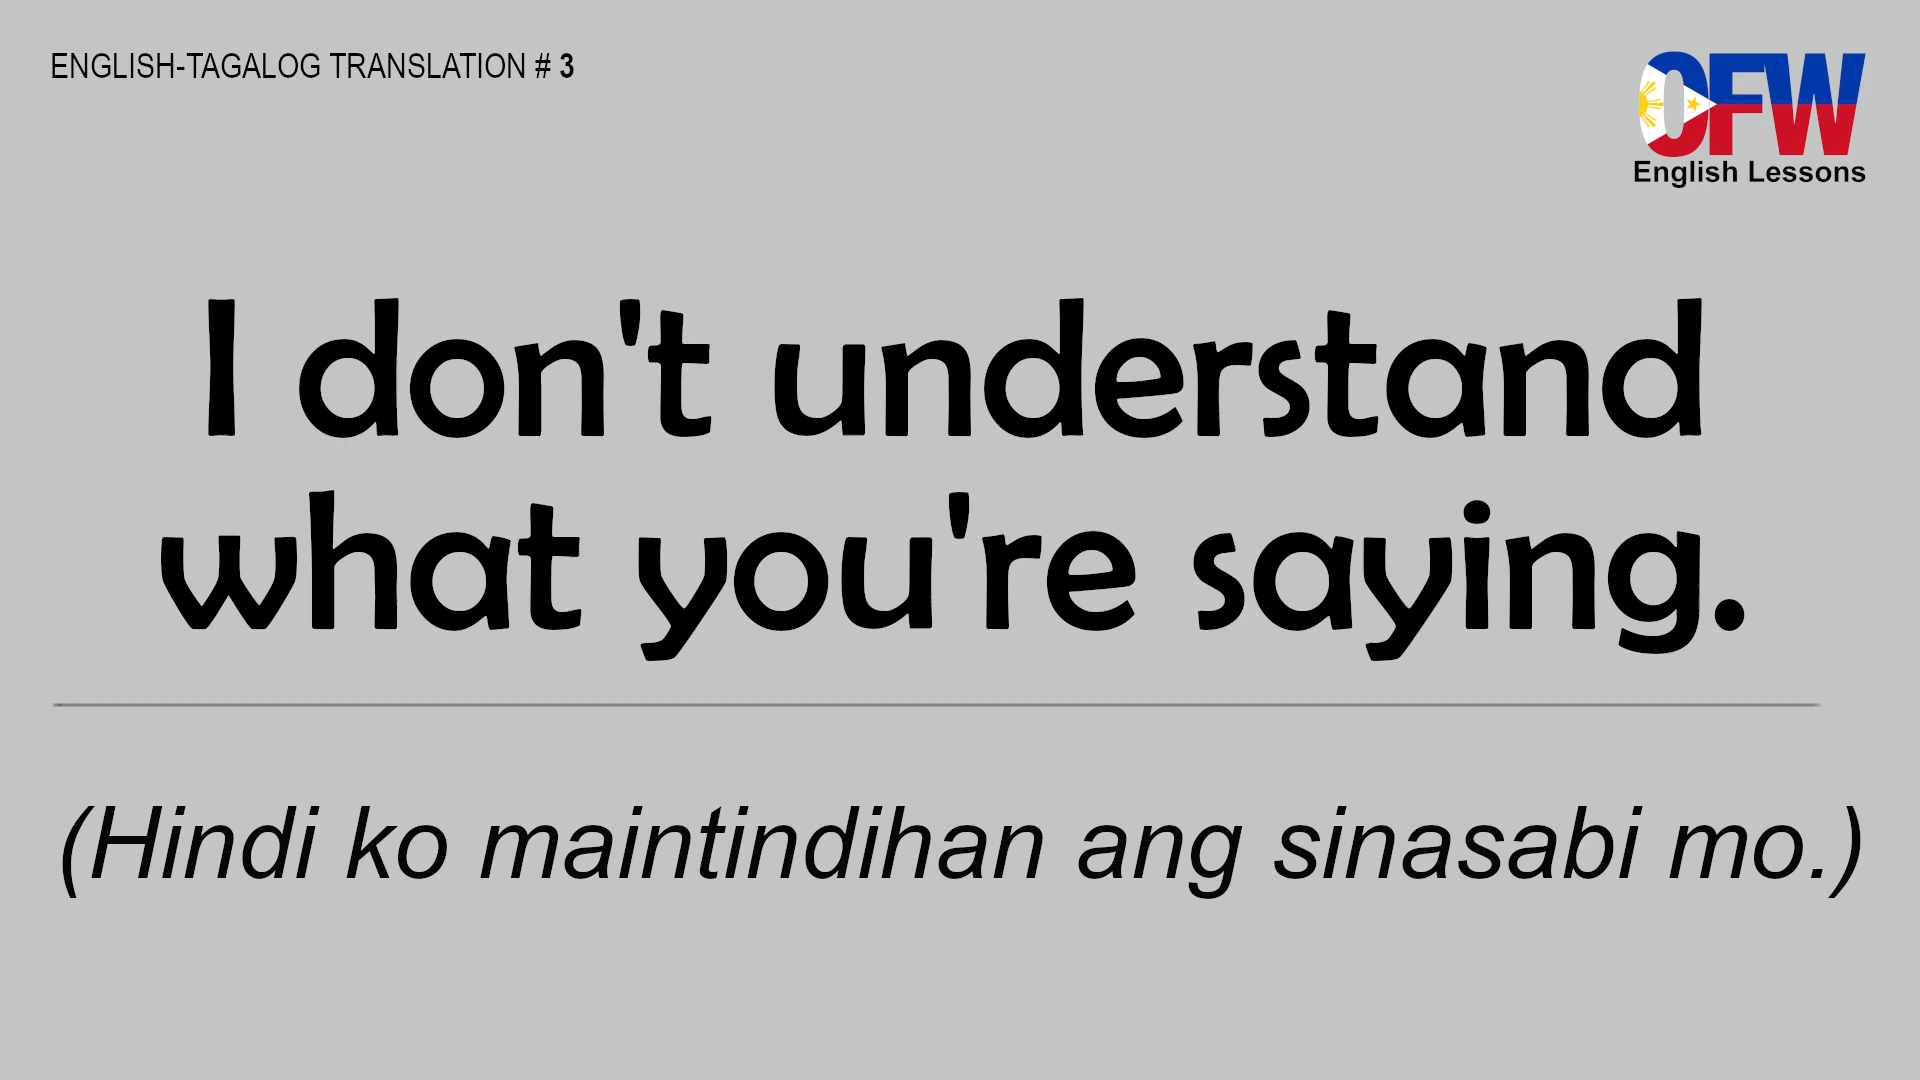 ENGLISH-TAGALOG TRANSLATION # 3
OFW
English Lessons
I don't understand
what you're saying.
(Hindi ko maintindihan ang sinasabi mo.)